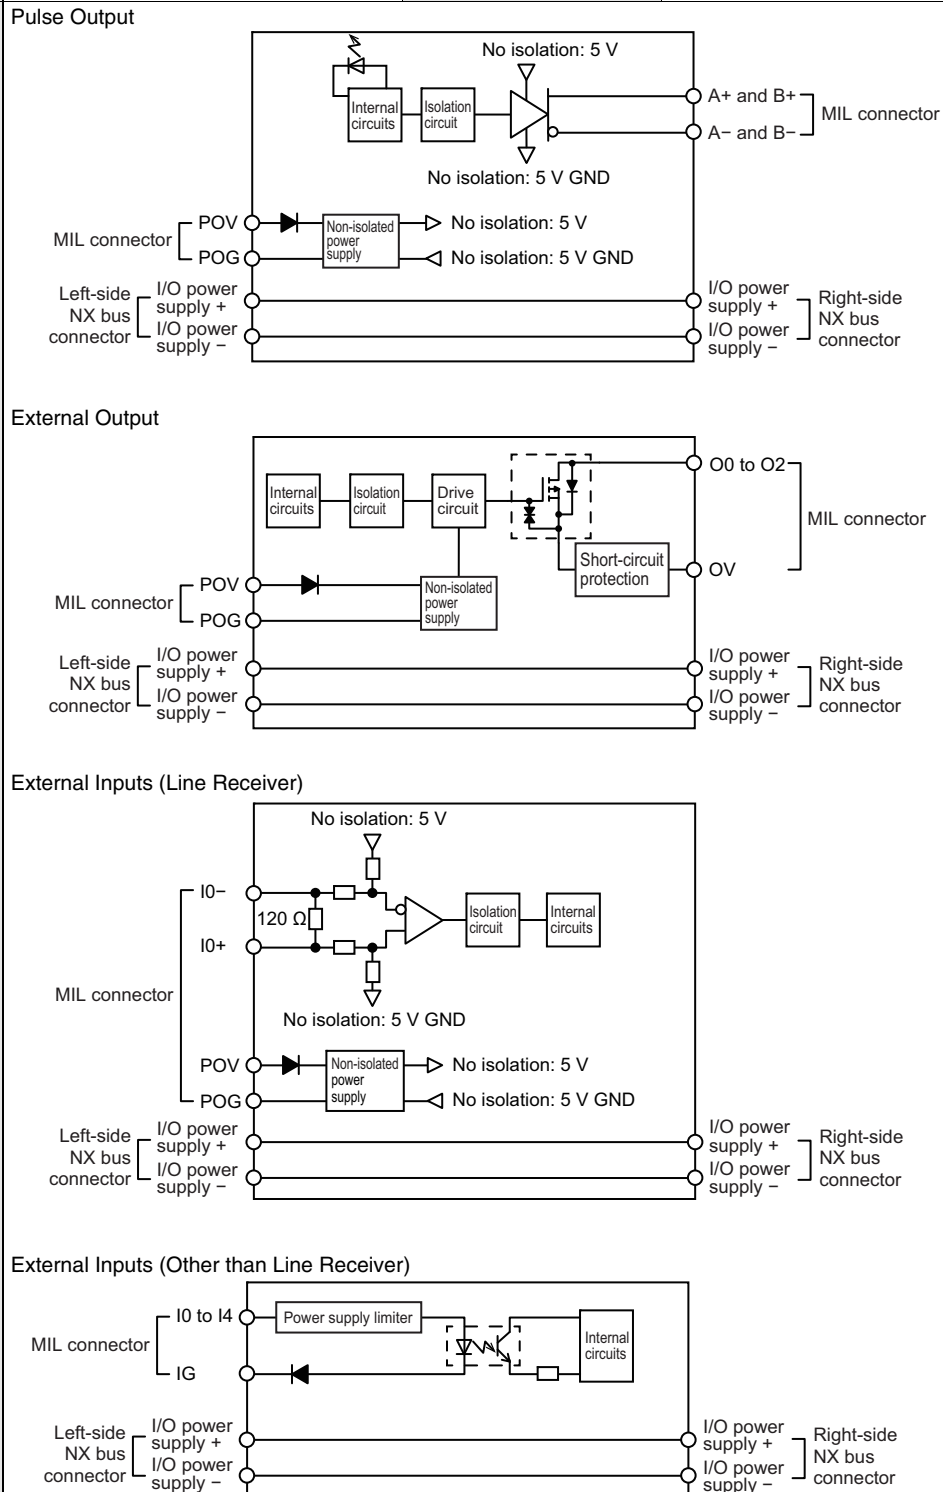 Pulse Output
No isolation: 5 V
Internal
circuits
Isolation
circuit
A+ and B+
A− and B−
MIL connector
No isolation: 5 V GND
MIL connector
POV
POG
Non-isolated
power
supply
No isolation: 5 V
No isolation: 5 V GND
Left-side
NX bus
connector
I/O power
supply +
I/O power
supply −
I/O power
supply +
I/O power
supply −
Right-side
NX bus
connector
External Output
Internal
circuits
Isolation
circuit
Drive
circuit
O0 to O2
MIL connector
Short-circuit
protection
OV
MIL connector
POV
POG
Non-isolated
power
supply
Left-side
NX bus
connector
I/O power
supply +
I/O power
supply −
I/O power
supply +
I/O power
supply −
Right-side
NX bus
connector
External Inputs (Line Receiver)
No isolation: 5 V
I0−
120 Ω
I0+
Isolation
circuit
Internal
circuits
MIL connector
No isolation: 5 V GND
POV
POG
Non-isolated
power
supply
No isolation: 5 V
No isolation: 5 V GND
Left-side
NX bus
connector
I/O power
supply +
I/O power
supply −
I/O power
supply +
I/O power
supply −
Right-side
NX bus
connector
External Inputs (Other than Line Receiver)
I0 to I4
Power supply limiter
MIL connector
Internal
circuits
IG
Left-side
NX bus
connector
I/O power
supply +
I/O power
supply −
I/O power
supply +
I/O power
supply −
Right-side
NX bus
connector